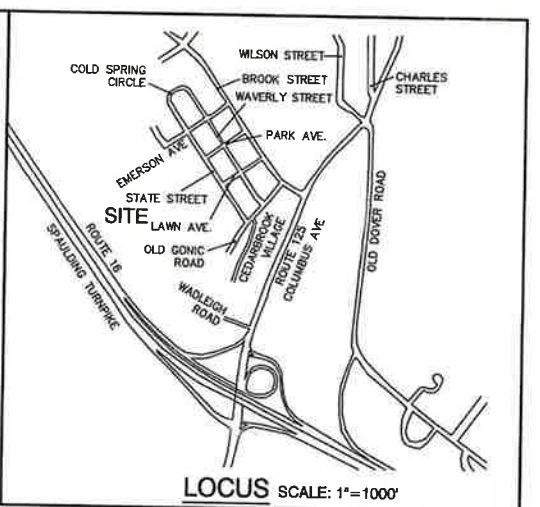 WILSON STREET
COLD SPRING
CIRCLE
BROOK STREET
CHARLES
STREET
WAVERLY STREET
PARK AVE.
EMERSON AVE
STATE STREET
SITE
LAWN AVE.
OLD GONIC
ROAD
CEDARBROOK
VILLAGE
ROUTE 125
COLUMBUS AVE
OLD DOVER ROAD
ROUTE 16
SPAULDING TURNPIKE
WADLEIGH
ROAD
LOCUS SCALE: 1"=1000'